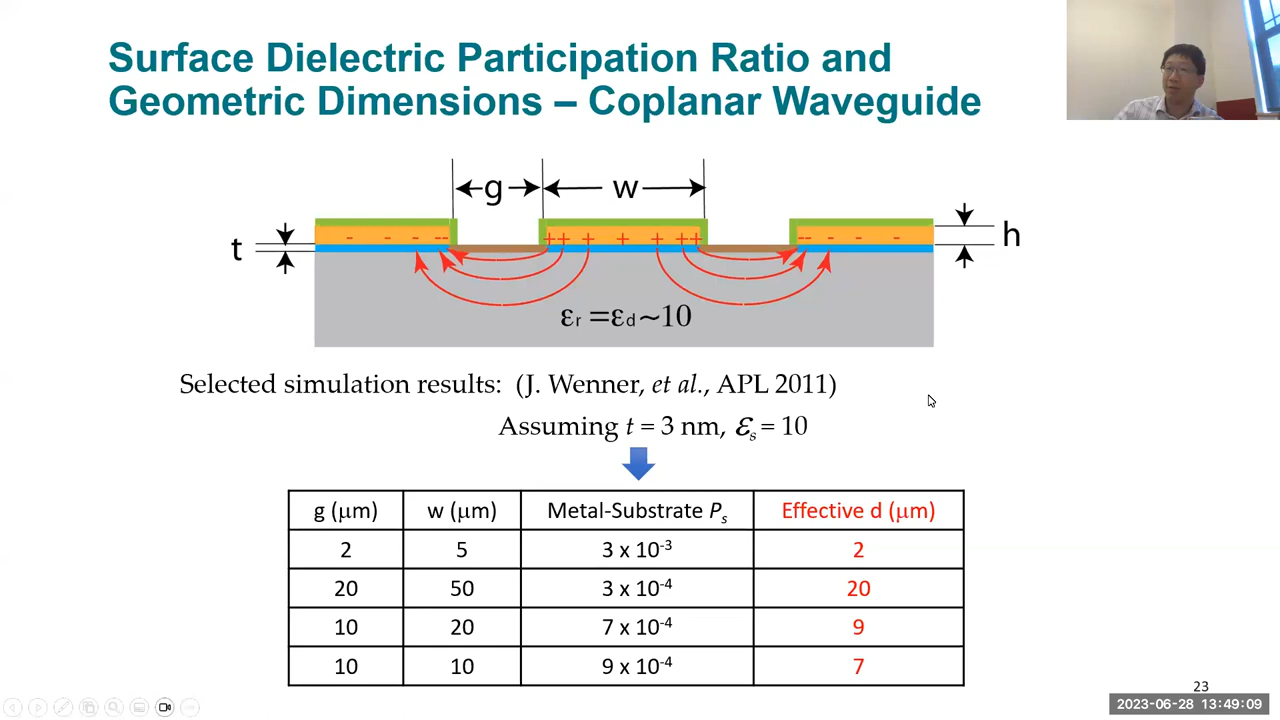 Surface Dielectric Participation Ratio and
Geometric Dimensions – Coplanar Waveguide
g
w
t
h
- - - -- ++ + + + ++ -- - -
εr =εd~10
Selected simulation results: (J. Wenner, et al., APL 2011)
Assuming t = 3 nm, εs = 10
g (μm) w (μm) Metal-Substrate Ps Effective d (μm)
2 5 3 x 10-3 2
20 50 3 x 10-4 20
10 20 7 x 10-4 9
10 10 9 x 10-4 7
23
2023-06-28 13:49:09